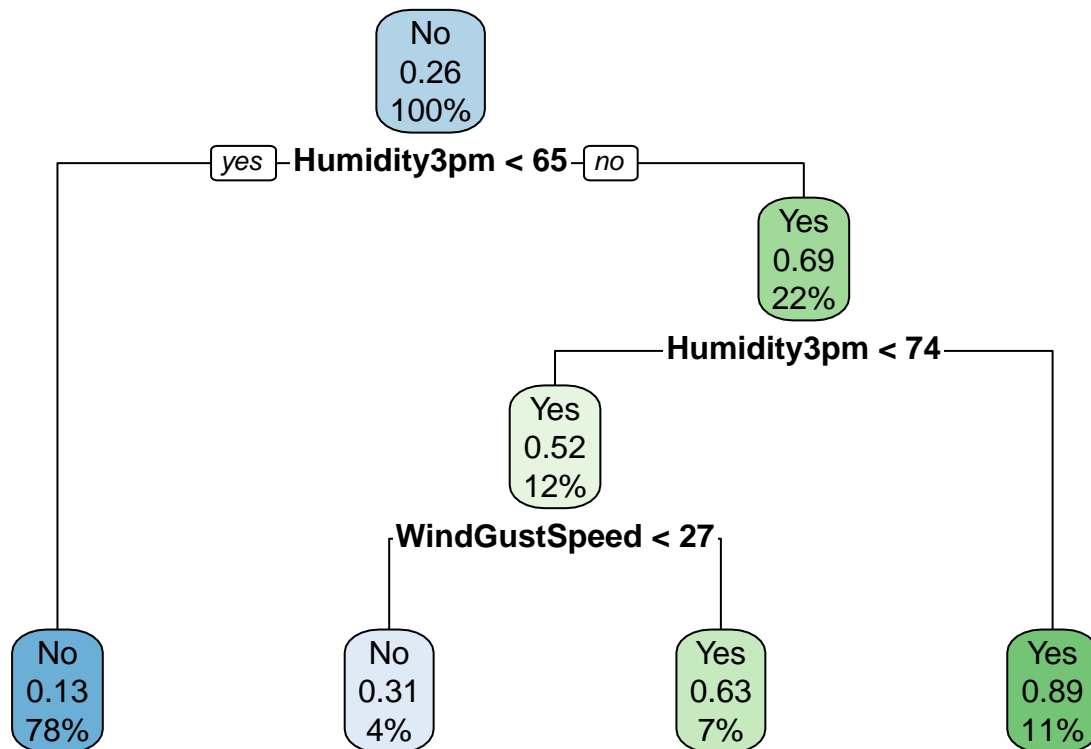 No
0.26
100%
yes Humidity3pm < 65 no
Yes
0.69
22%
Humidity3pm < 74
Yes
0.52
12%
WindGustSpeed < 27
No
0.13
78%
No
0.31
4%
Yes
0.63
7%
Yes
0.89
11%